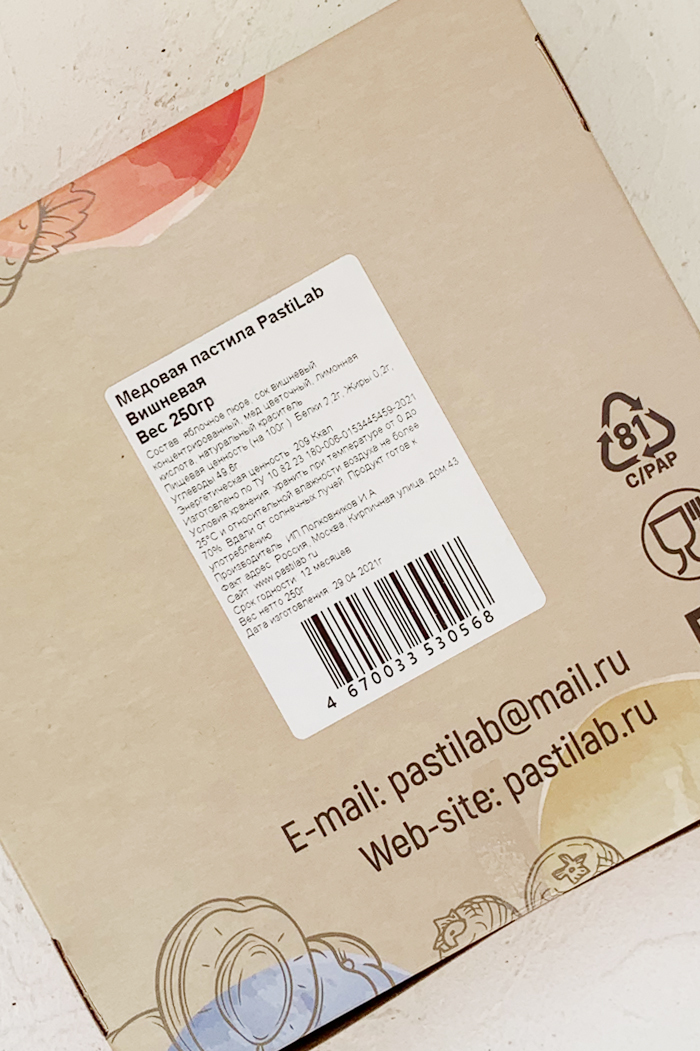 Медовая пастила PastiLab
Вишневая
Вес 250гр
Состав: яблочное пюре, сок вишневый
концентрированный, мед цветочный, лимонная
кислота, натуральный краситель
Пищевая ценность (на 100г.): Белки 2,2г, Жиры 0,2г,
Углеводы 49,6г
Энергетическая ценность: 209 Ккал
Изготовлено по ТУ 10.82.23.180-006-0153445459-2021
Условия хранения: хранить при температуре от 0 до
25°C и относительной влажности воздуха не более
70%. Вдали от солнечных лучей. Продукт готов к
употреблению
Производитель: ИП Полковников И.А.
Факт адрес: Россия, Москва, Кирпичная улица, дом 43
Сайт: www.pastilab.ru
Срок годности: 12 месяцев
Вес нетто 250г
Дата изготовления: 29.04.2021г
4 670033 530568
81
C/PAP
E-mail: pastilab@mail.ru
Web-site: pastilab.ru